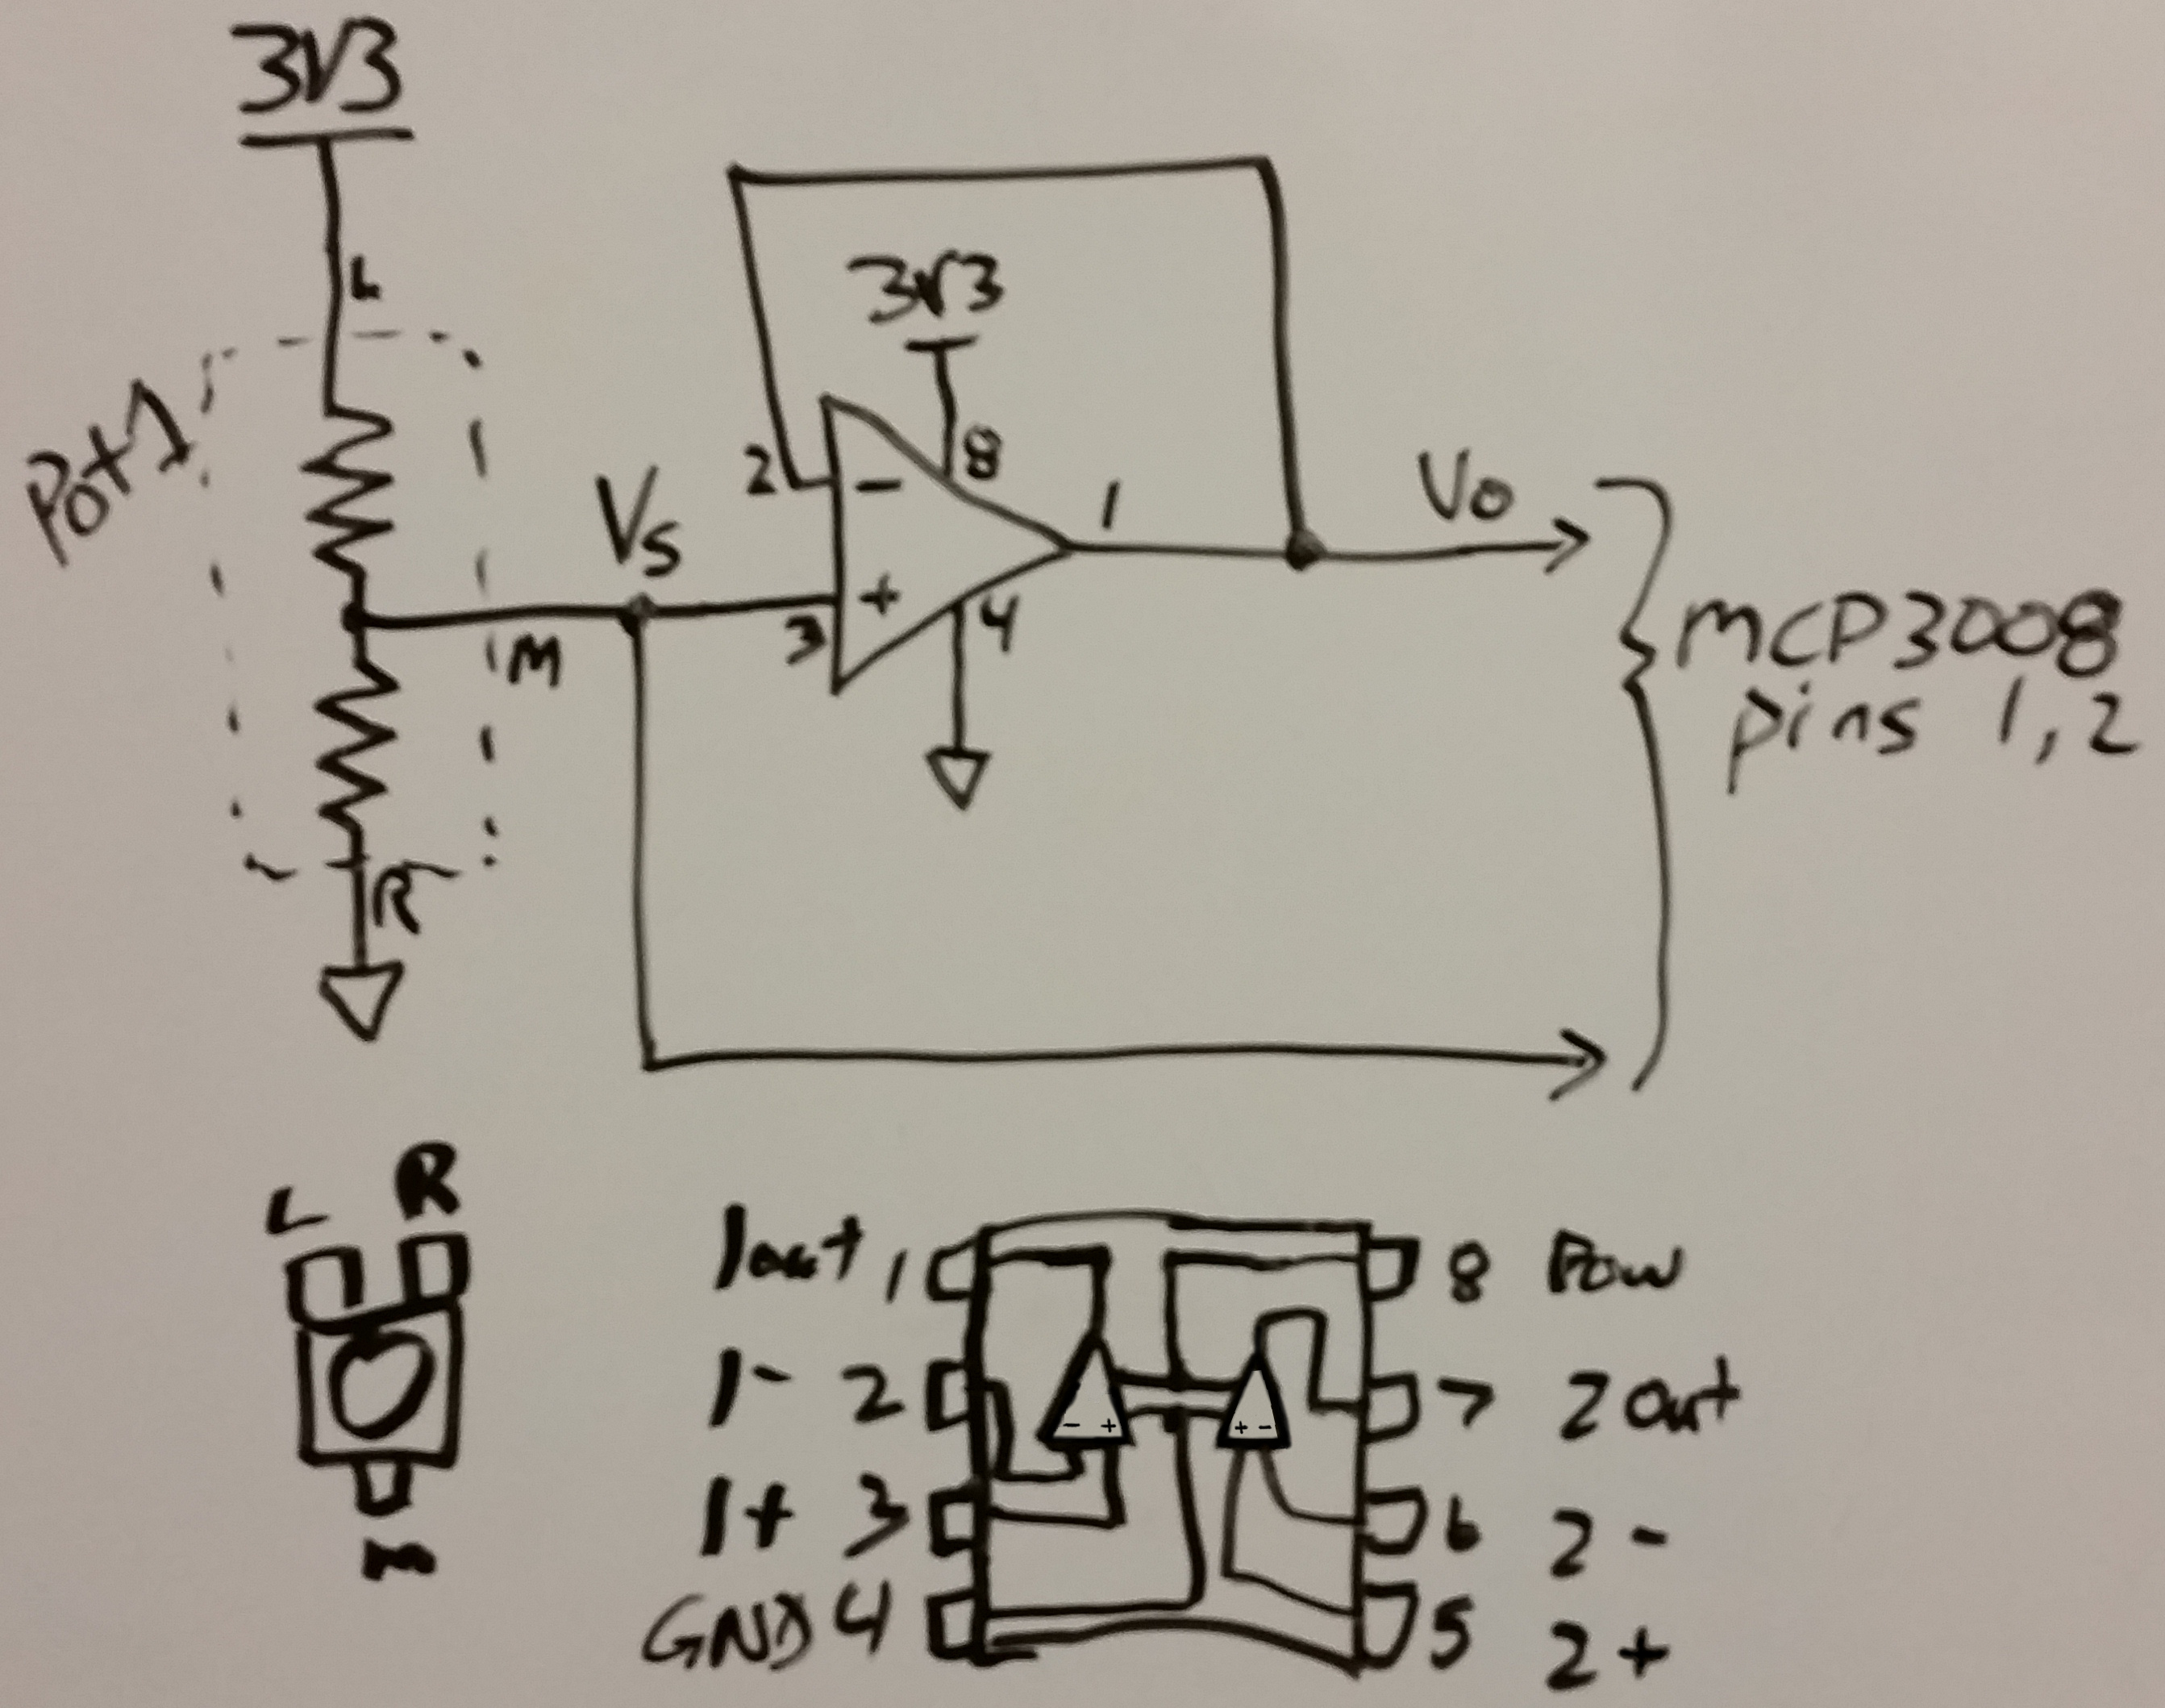 3V3
L
Pot1
M
R
Vs
3V3
2
-
8
1
+
3
4
Vo
MCP3008
pins 1,2
L R
M
1out 1
1- 2
1+ 3
GND 4
- +
+ -
8 Pow
7 2out
6 2 -
5 2 +